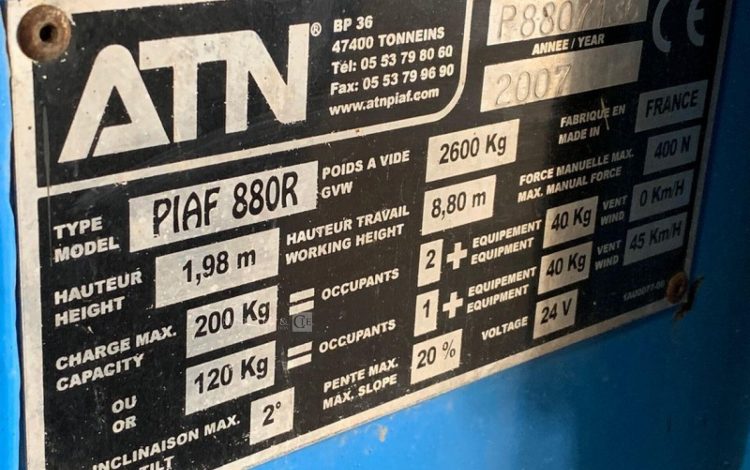 ATN®
BP 36
47400 TONNEINS
Tél: 05 53 79 80 60
Fax: 05 53 79 96 90
www.atnpiaf.com
ANNEE / YEAR
2007
CE
TYPE
MODEL
PIAF 880R
POIDS A VIDE
GVW
2600 Kg
FABRIQUE EN
MADE IN
FRANCE
HAUTEUR
HEIGHT
1,98 m
HAUTEUR TRAVAIL
WORKING HEIGHT
8,80 m
FORCE MANUELLE MAX.
MAX. MANUAL FORCE
400 N
CHARGE MAX.
CAPACITY
200 Kg
= OCCUPANTS
2 + EQUIPEMENT
EQUIPMENT
40 Kg
VENT
WIND
0 Km/H
OU
OR
120 Kg
= OCCUPANTS
1 + EQUIPEMENT
EQUIPMENT
40 Kg
VENT
WIND
45 Km/H
INCLINAISON MAX.
TILT
2°
PENTE MAX.
MAX. SLOPE
20 %
VOLTAGE
24 V